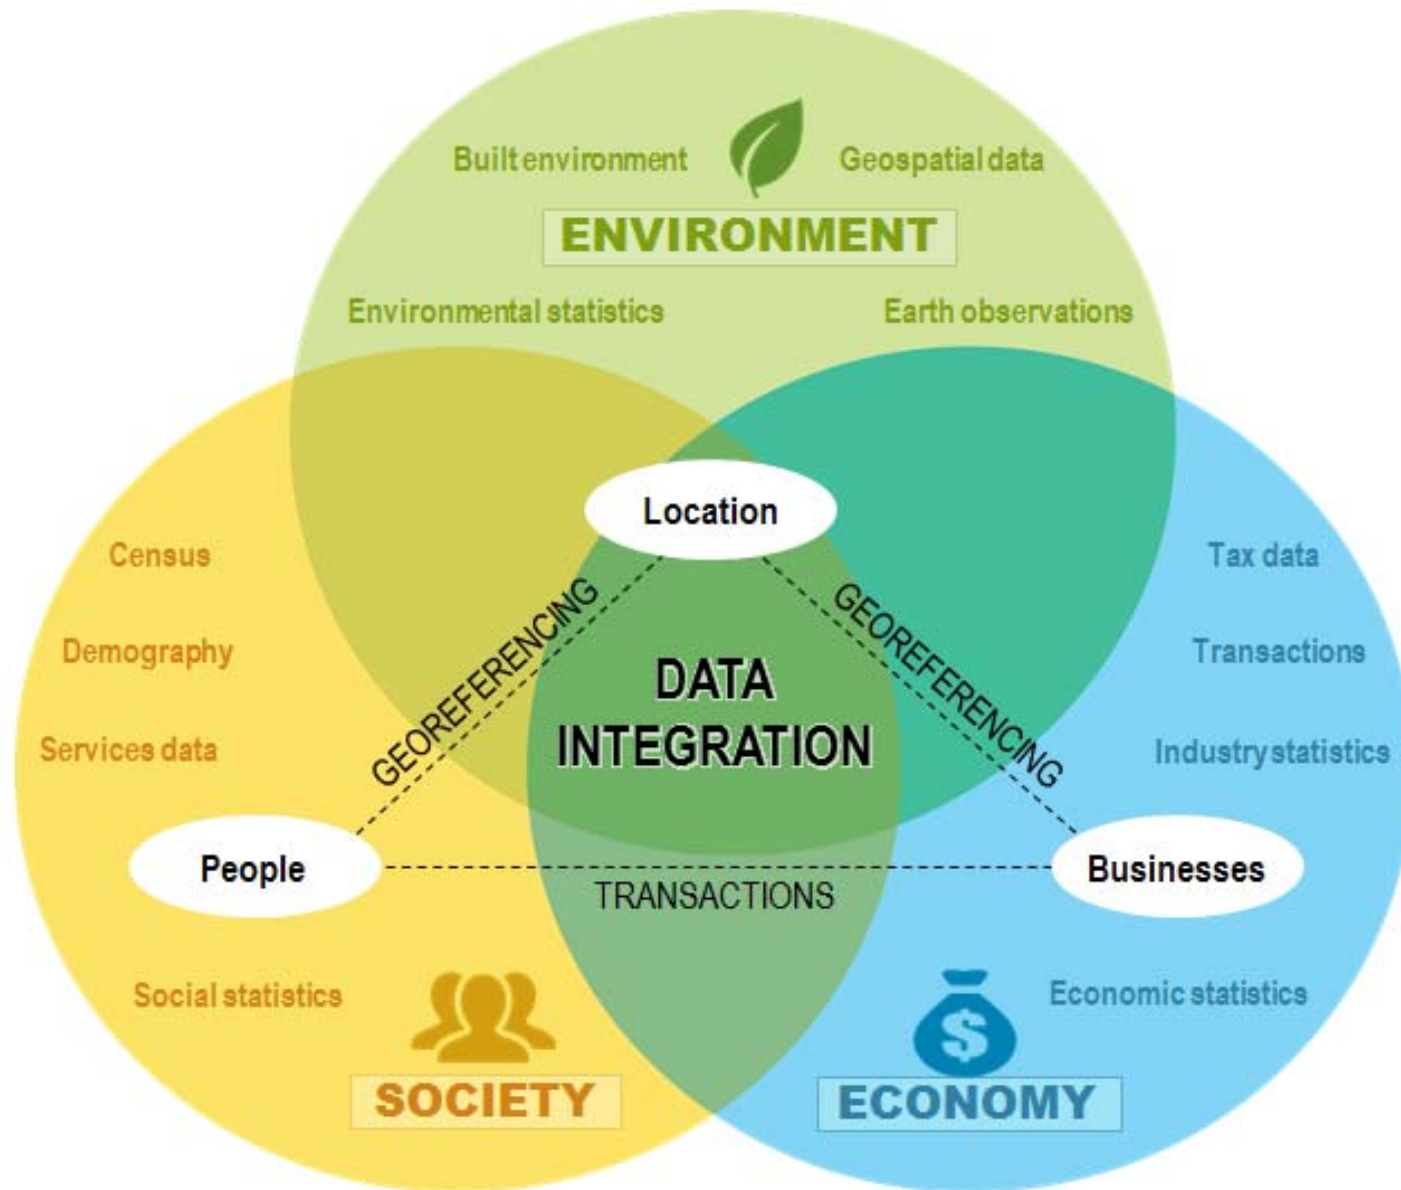 Built environment
Geospatial data
ENVIRONMENT
Environmental statistics
Earth observations
Location
Census
Tax data
GEOREFERENCING
GEOREFERENCING
Demography
Transactions
DATA
INTEGRATION
Services data
Industry statistics
People
Businesses
TRANSACTIONS
Social statistics
Economic statistics
$
SOCIETY
ECONOMY